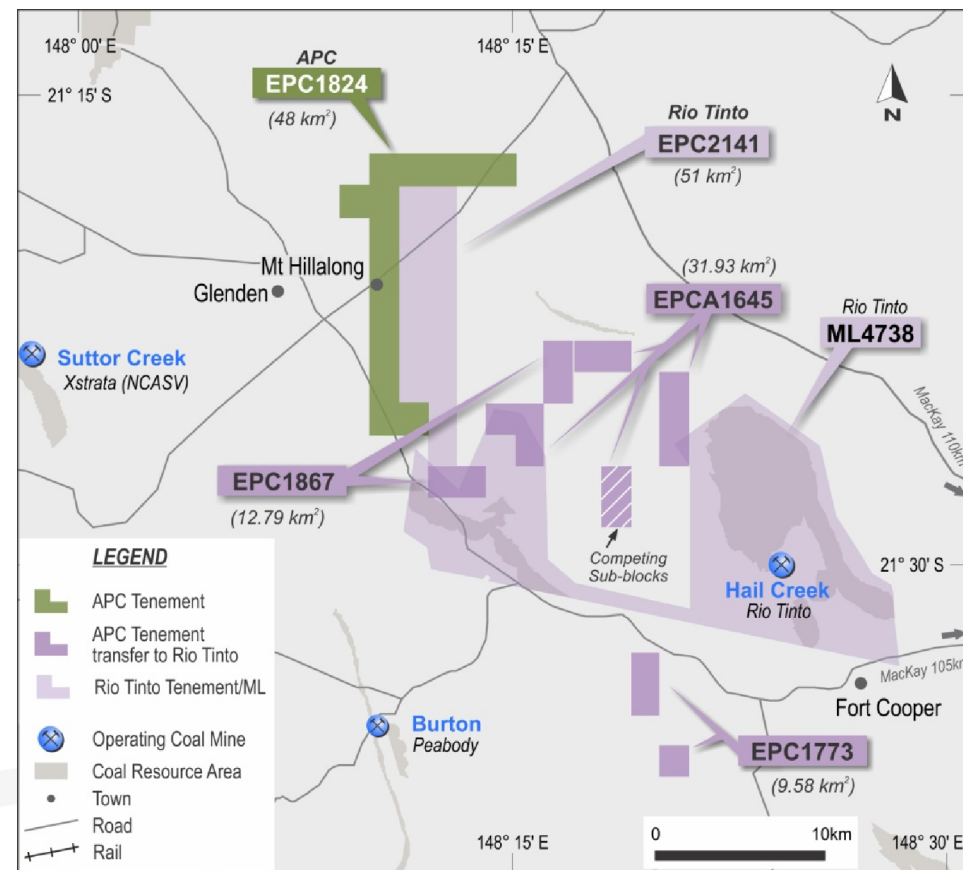 148° 00' E
148° 15' E
21° 15' S
APC
EPC1824
(48 km²)
N
Rio Tinto
EPC2141
(51 km²)
Mt Hillalong
Glenden
(31.93 km²)
EPCA1645
Rio Tinto
ML4738
Suttor Creek
Xstrata (NCASV)
MacKay 110km
EPC1867
(12.79 km²)
Competing
Sub-blocks
21° 30' S
Hail Creek
Rio Tinto
MacKay 105km
Fort Cooper
LEGEND
APC Tenement
APC Tenement
transfer to Rio Tinto
Rio Tinto Tenement/ML
Operating Coal Mine
Coal Resource Area
Town
Road
Rail
Burton
Peabody
EPC1773
(9.58 km²)
148° 15' E
0
10km
148° 30' E